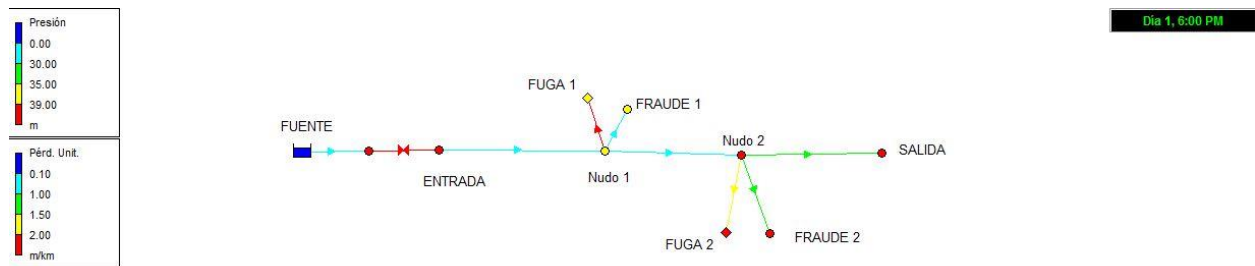 Presión
0.00
30.00
35.00
39.00
m
Pérd. Unit.
0.10
1.00
1.50
2.00
m/km
Día 1, 6:00 PM
FUENTE
ENTRADA
FUGA 1
FRAUDE 1
Nudo 1
Nudo 2
SALIDA
FUGA 2
FRAUDE 2